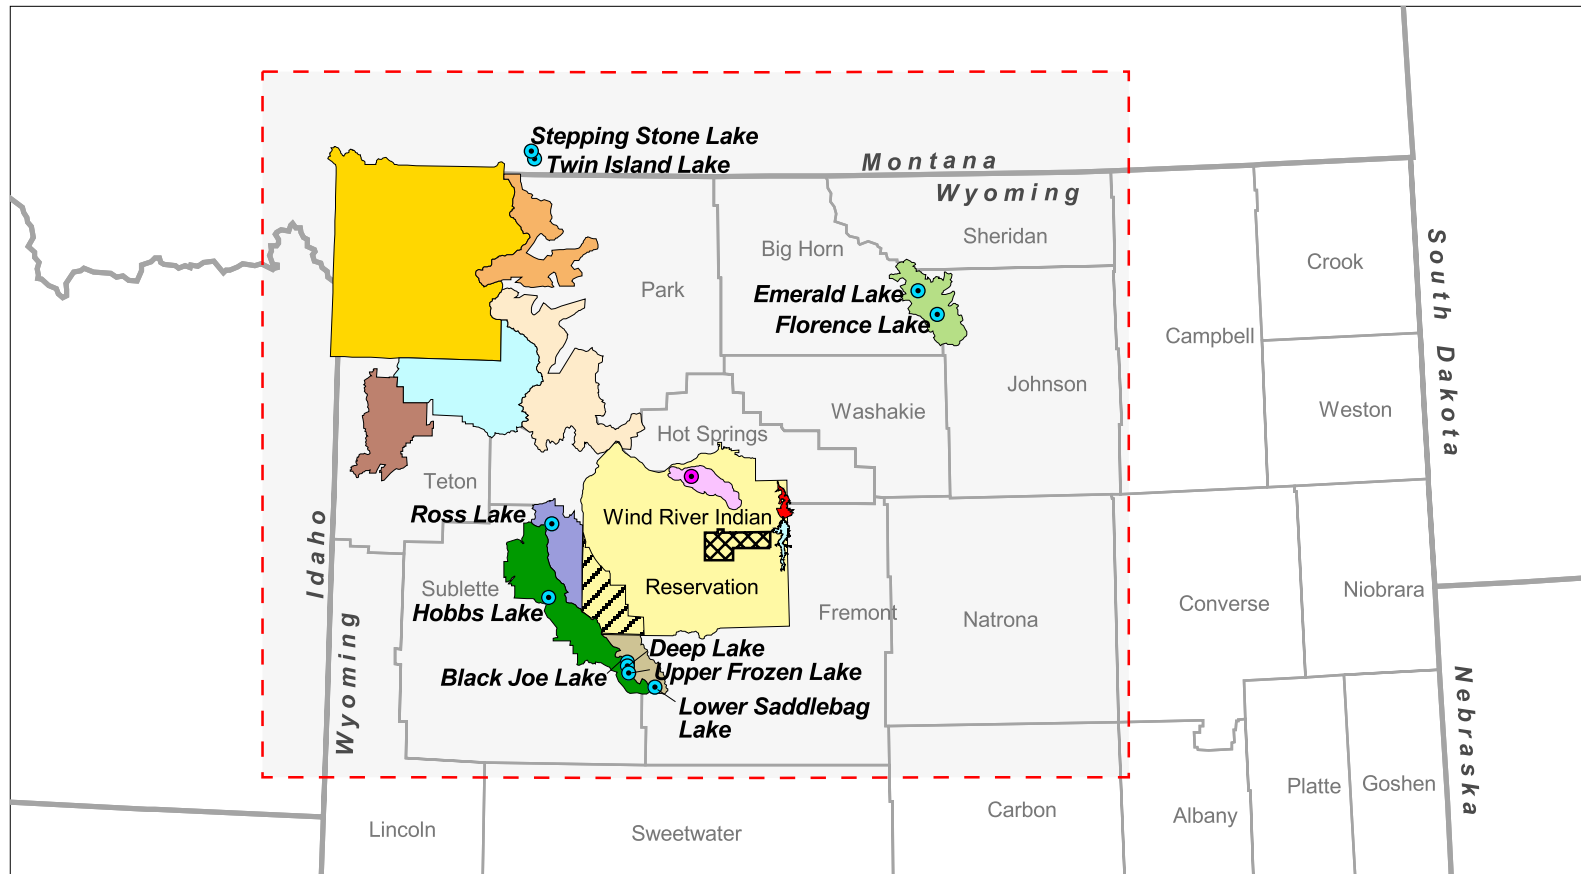 Stepping Stone Lake
Twin Island Lake
Montana
Wyoming
Sheridan
Big Horn
Park
Emerald Lake
Florence Lake
Crook
Campbell
South Dakota
Johnson
Washakie
Weston
Hot Springs
Teton
Ross Lake
Wind River Indian
Reservation
Idaho
Sublette
Hobbs Lake
Fremont
Natrona
Converse
Niobrara
Wyoming
Deep Lake
Black Joe Lake
Upper Frozen Lake
Lower Saddlebag
Lake
Nebraska
Platte
Goshen
Lincoln
Sweetwater
Carbon
Albany